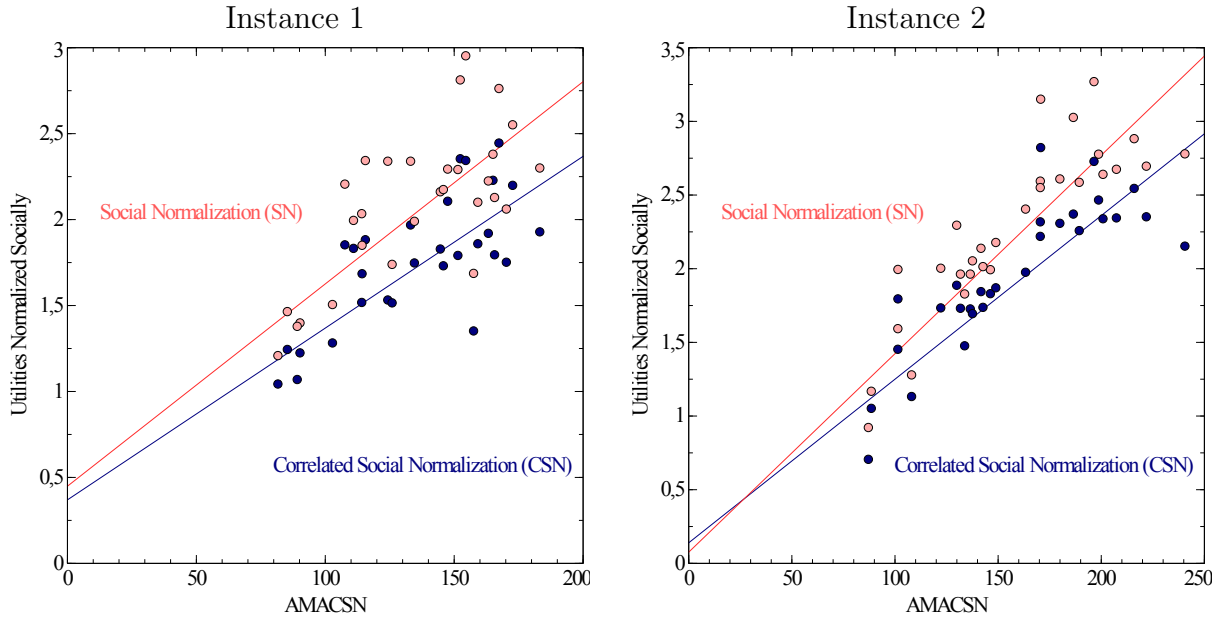 Instance 1
3
2,5
2
1,5
1
0,5
0
Utilities Normalized Socially
Social Normalization (SN)
Correlated Social Normalization (CSN)
0
50
100
150
200
AMACSN
Instance 2
3,5
3
2,5
2
1,5
1
0,5
0
Utilities Normalized Socially
Social Normalization (SN)
Correlated Social Normalization (CSN)
0
50
100
150
200
250
AMACSN